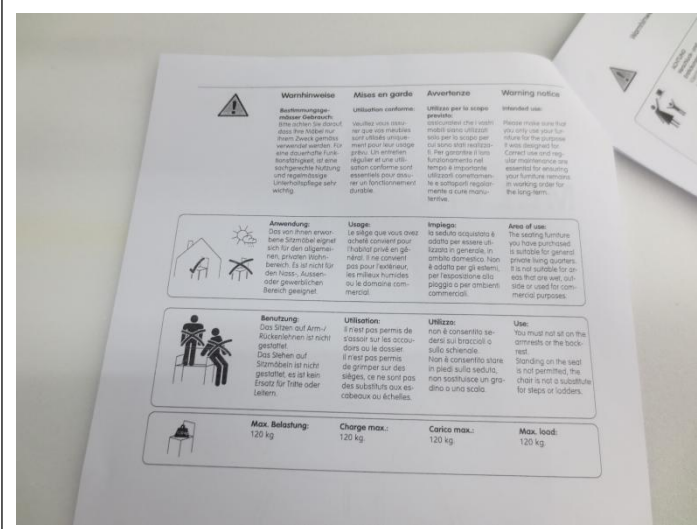 Warnhinweise
Bestimmungsge-
mässer Gebrauch:
Bitte achten Sie darauf,
dass Ihre Möbel nur
ihrem Zweck gemäss
verwendet werden. Für
eine dauerhafte Funk-
tionsfähigkeit, ist eine
sachgerechte Nutzung
und regelmässige
Unterhaltspflege sehr
wichtig.
Mises en garde
Utilisation conforme:
Veuillez vous assu-
rer que vos meubles
sont utilisés unique-
ment pour leur usage
prévu. Un entretien
régulier et une utili-
sation conforme sont
essentiels pour assu-
rer un fonctionnement
durable.
Avvertenze
Utilizzo per lo scopo
previsto:
assicuratevi che i vostri
mobili siano utilizzati
solo per lo scopo per
cui sono stati realizza-
ti. Per garantire il loro
funzionamento nel
tempo è importante
utilizzarli correttamen-
te e sottoporli regolar-
mente a cure manu-
tentive.
Warning notice
Intended use:
Please make sure that
you only use your fur-
niture for the purpose
it was designed for.
Correct use and regu-
lar maintenance are
essential for ensuring
your furniture remains
in working order for
the long-term.
Anwendung:
Das von Ihnen erwor-
bene Sitzmöbel eignet
sich für den allgemei-
nen, privaten Wohn-
bereich. Es ist nicht für
den Nass-, Aussen-
oder gewerblichen
Bereich geeignet.
Usage:
Le siège que vous avez
acheté convient pour
l'habitat privé en gé-
néral. Il ne convient
pas pour l'extérieur,
les milieux humides
ou le domaine com-
mercial.
Impiego:
la seduta acquistata è
adatta per essere uti-
lizzata in generale, in
ambito domestico. Non
è adatta per gli esterni,
per l'esposizione alla
pioggia o per ambienti
commerciali.
Area of use:
The seating furniture
you have purchased
is suitable for general
private living quarters.
It is not suitable for ar-
eas that are wet, out-
side or used for com-
mercial purposes.
Benutzung:
Das Sitzen auf Arm-/
Rückenlehnen ist nicht
gestattet.
Das Stehen auf
Sitzmöbeln ist nicht
gestattet, es ist kein
Ersatz für Tritte oder
Leitern.
Utilisation:
Il n'est pas permis de
s'assoir sur les accou-
doirs ou le dossier.
Il n'est pas permis
de grimper sur des
sièges, ce ne sont pas
des substituts aux es-
cabeaux ou échelles.
Utilizzo:
non è consentito se-
dersi sui braccioli o
sullo schienale.
Non è consentito stare
in piedi sulla seduta,
non sostituisce un gra-
dino o una scala.
Use:
You must not sit on the
armrests or the back-
rest.
Standing on the seat
is not permitted, the
chair is not a substitute
for steps or ladders.
Max. Belastung:
120 kg
Charge max.:
120 kg.
Carico max.:
120 kg.
Max. load:
120 kg.